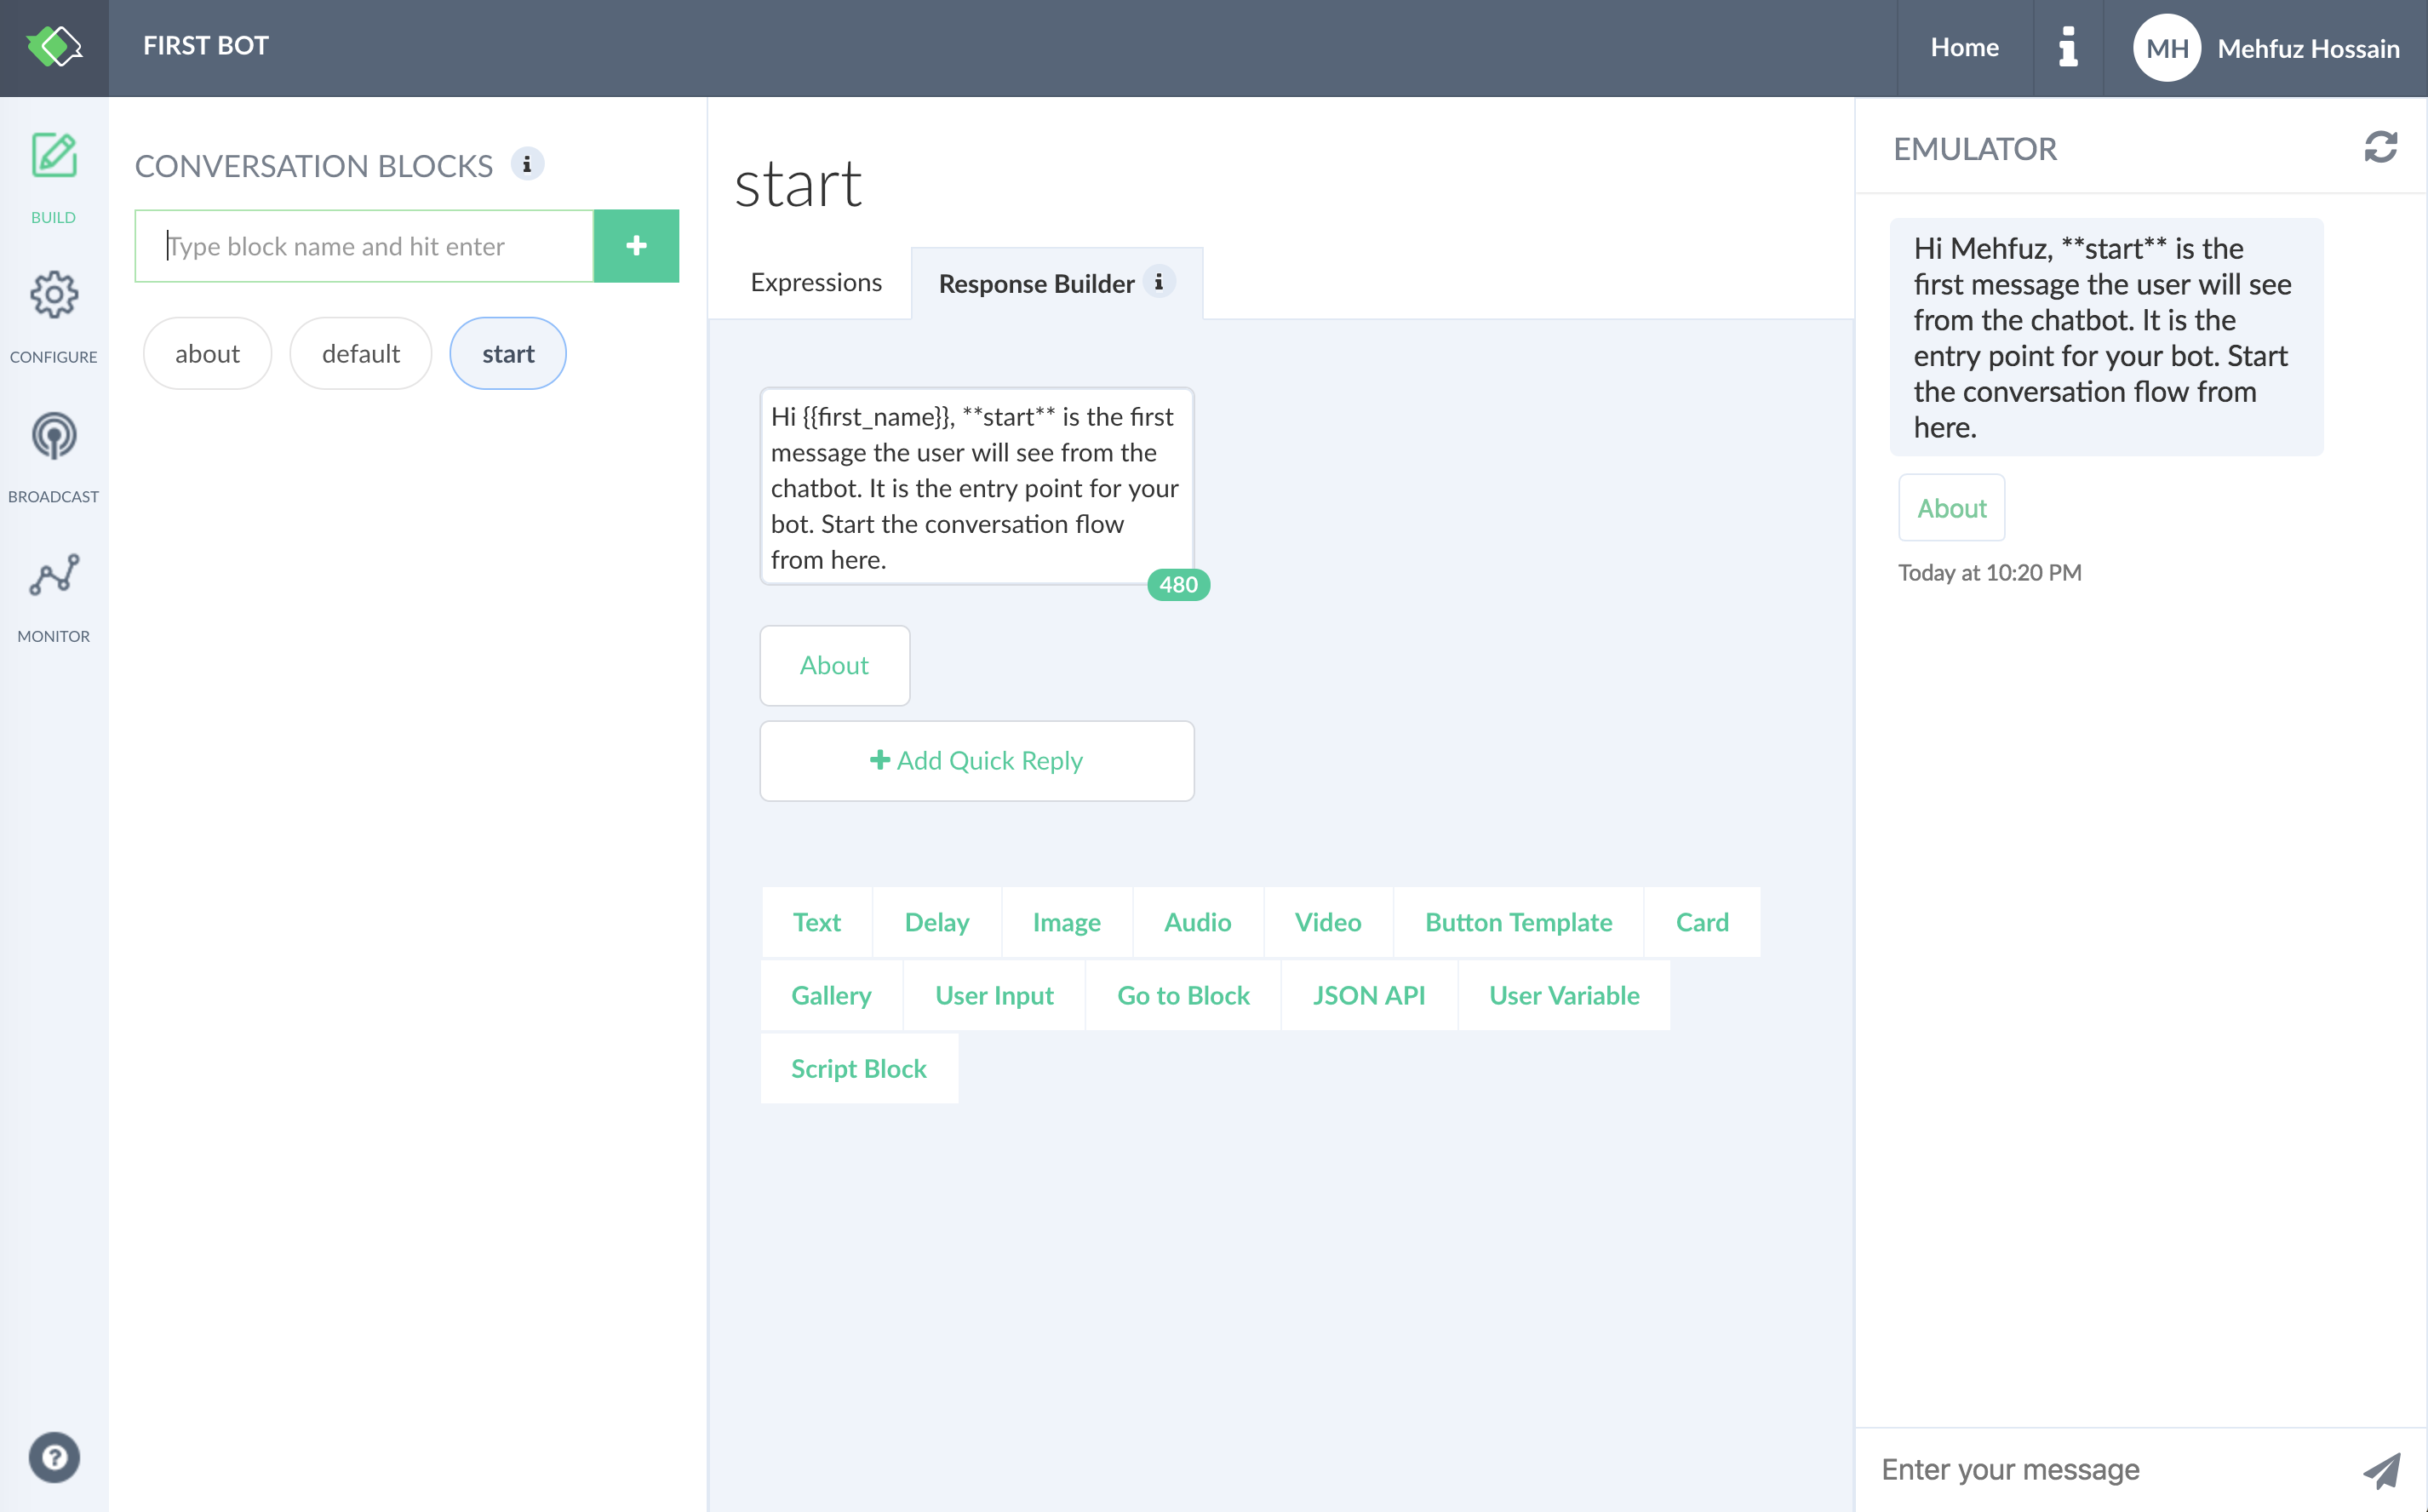 FIRST BOT
Home
MH
Mehfuz Hossain
BUILD
CONFIGURE
BROADCAST
MONITOR
CONVERSATION BLOCKS
Type block name and hit enter
about
default
start
start
Expressions
Response Builder
Hi {{first_name}}, **start** is the first
message the user will see from the
chatbot. It is the entry point for your
bot. Start the conversation flow
from here.
480
About
Add Quick Reply
Text
Delay
Image
Audio
Video
Button Template
Card
Gallery
User Input
Go to Block
JSON API
User Variable
Script Block
EMULATOR
Hi Mehfuz, **start** is the
first message the user will see
from the chatbot. It is the
entry point for your bot. Start
the conversation flow from
here.
About
Today at 10:20 PM
Enter your message